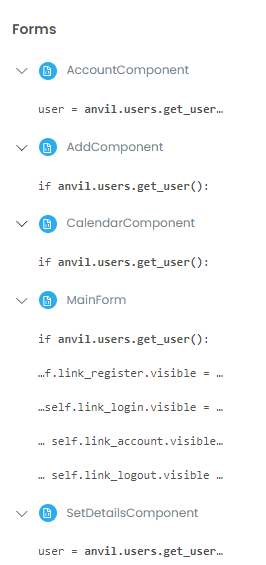 Forms
AccountComponent
user = anvil.users.get_user…
AddComponent
if anvil.users.get_user():
CalendarComponent
if anvil.users.get_user():
MainForm
if anvil.users.get_user():
…f.link_register.visible = …
…self.link_login.visible = …
… self.link_account.visible…
… self.link_logout.visible …
SetDetailsComponent
user = anvil.users.get_user…